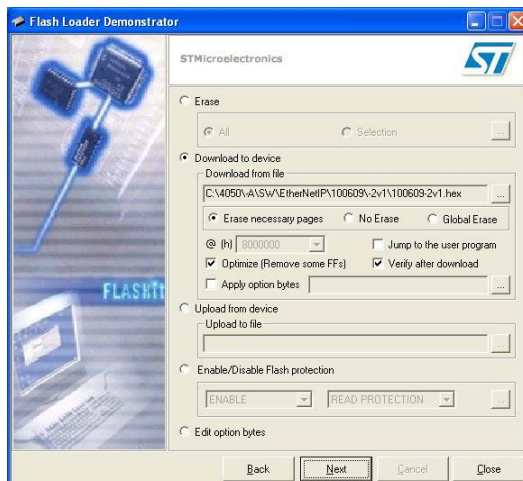 Flash Loader Demonstrator
STMicroelectronics
ST
Erase
All Selection ...
Download to device
Download from file
C:\4050\-A\SW\EtherNetIP\100609\-2v1\100609-2v1.hex ...
Erase necessary pages No Erase Global Erase
@ (h) 8000000 Jump to the user program
Optimize (Remove some FFs) Verify after download
Apply option bytes ...
FLASHit
Upload from device
Upload to file
...
Enable/Disable Flash protection
ENABLE READ PROTECTION ...
Edit option bytes
Back Next Cancel Close